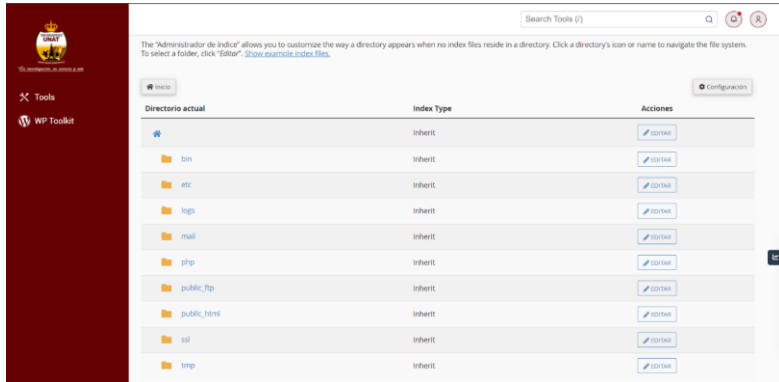 Search Tools (/)
UNAT
The "Administrador de índice" allows you to customize the way a directory appears when no index files reside in a directory. Click a directory's icon or name to navigate the file system.
To select a folder, click "Editar". Show example index files.
Inicio
Configuración
Tools
WP Toolkit
Directorio actual Index Type Acciones
Inherit EDITAR
bin Inherit EDITAR
etc Inherit EDITAR
logs Inherit EDITAR
mail Inherit EDITAR
php Inherit EDITAR
public_ftp Inherit EDITAR
public_html Inherit EDITAR
ssl Inherit EDITAR
tmp Inherit EDITAR